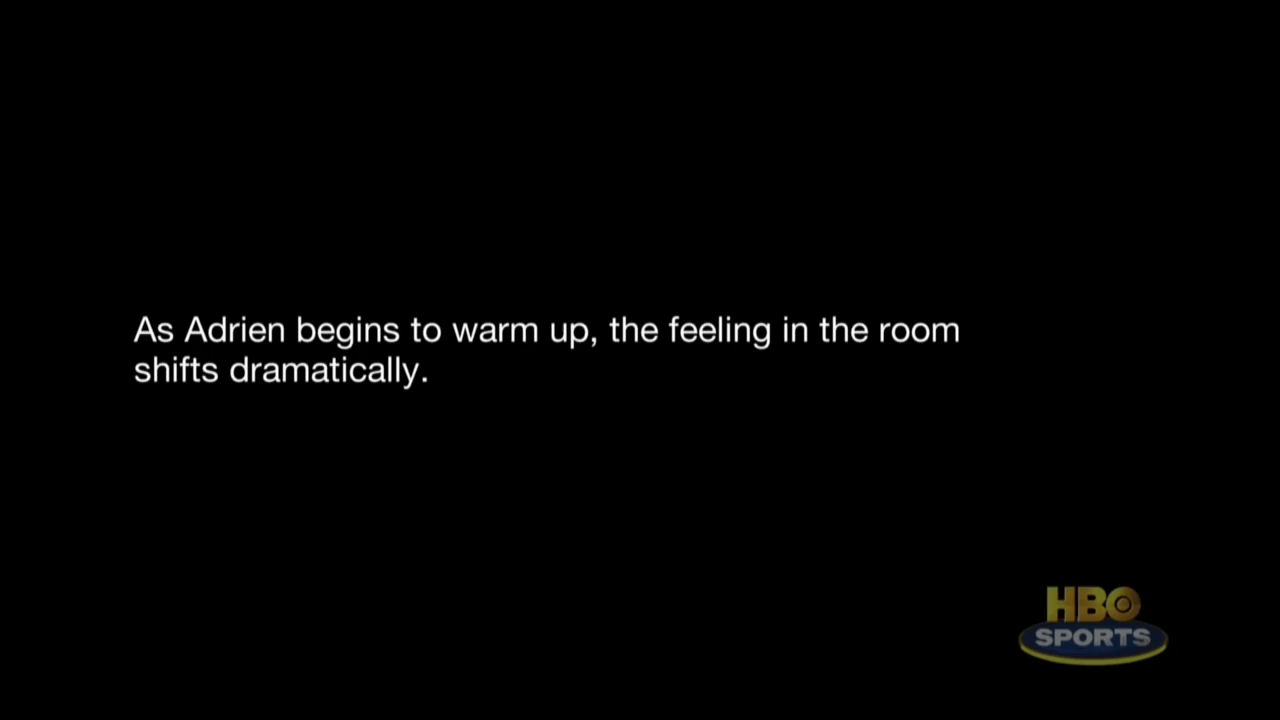 As Adrien begins to warm up, the feeling in the room
shifts dramatically.
HBO
SPORTS